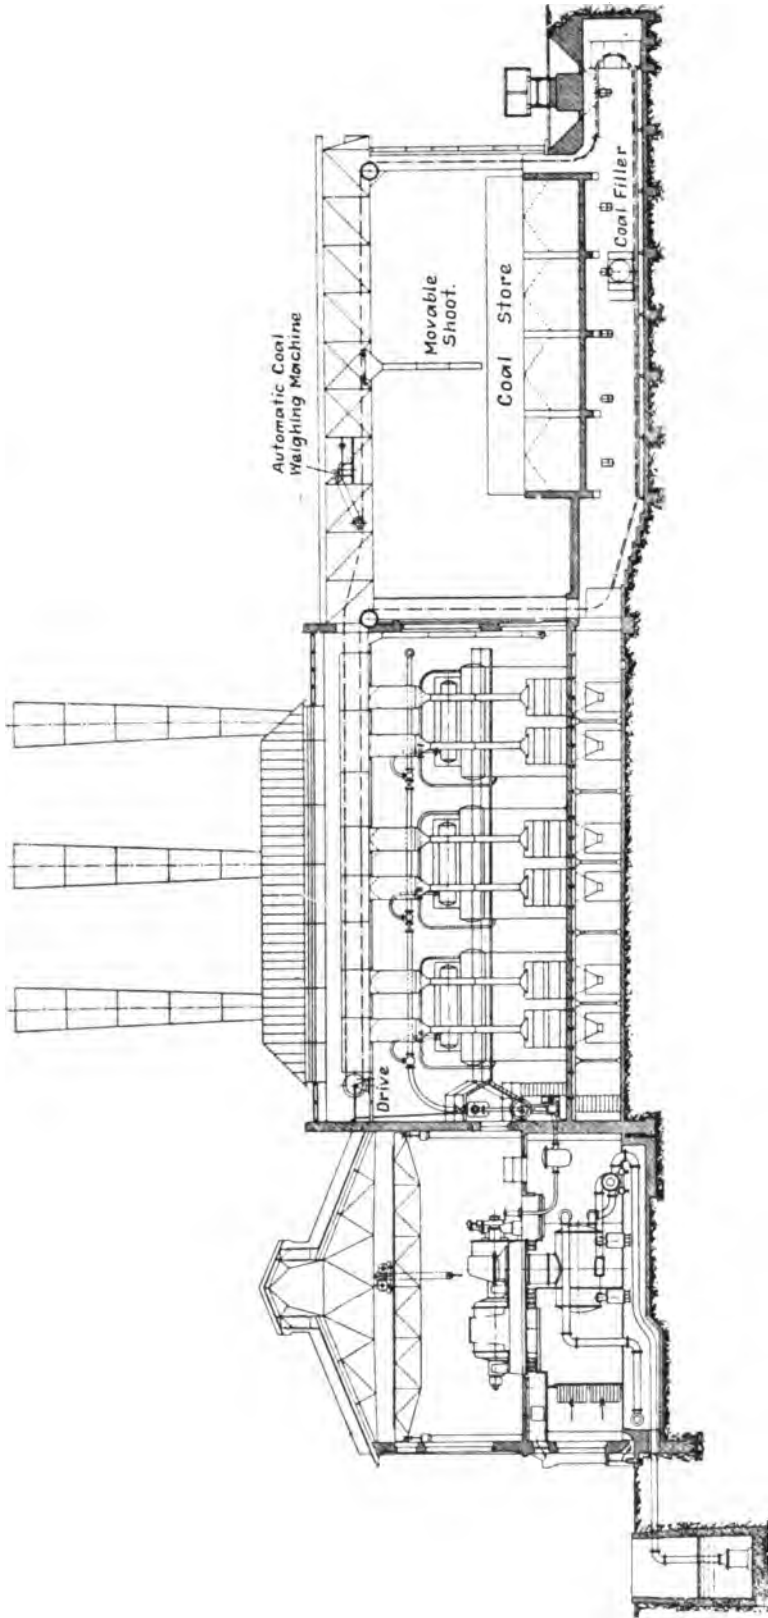 Automatic Coal
Weighing Machine
Movable
Shoot.
Coal Store
Coal Filler
Drive